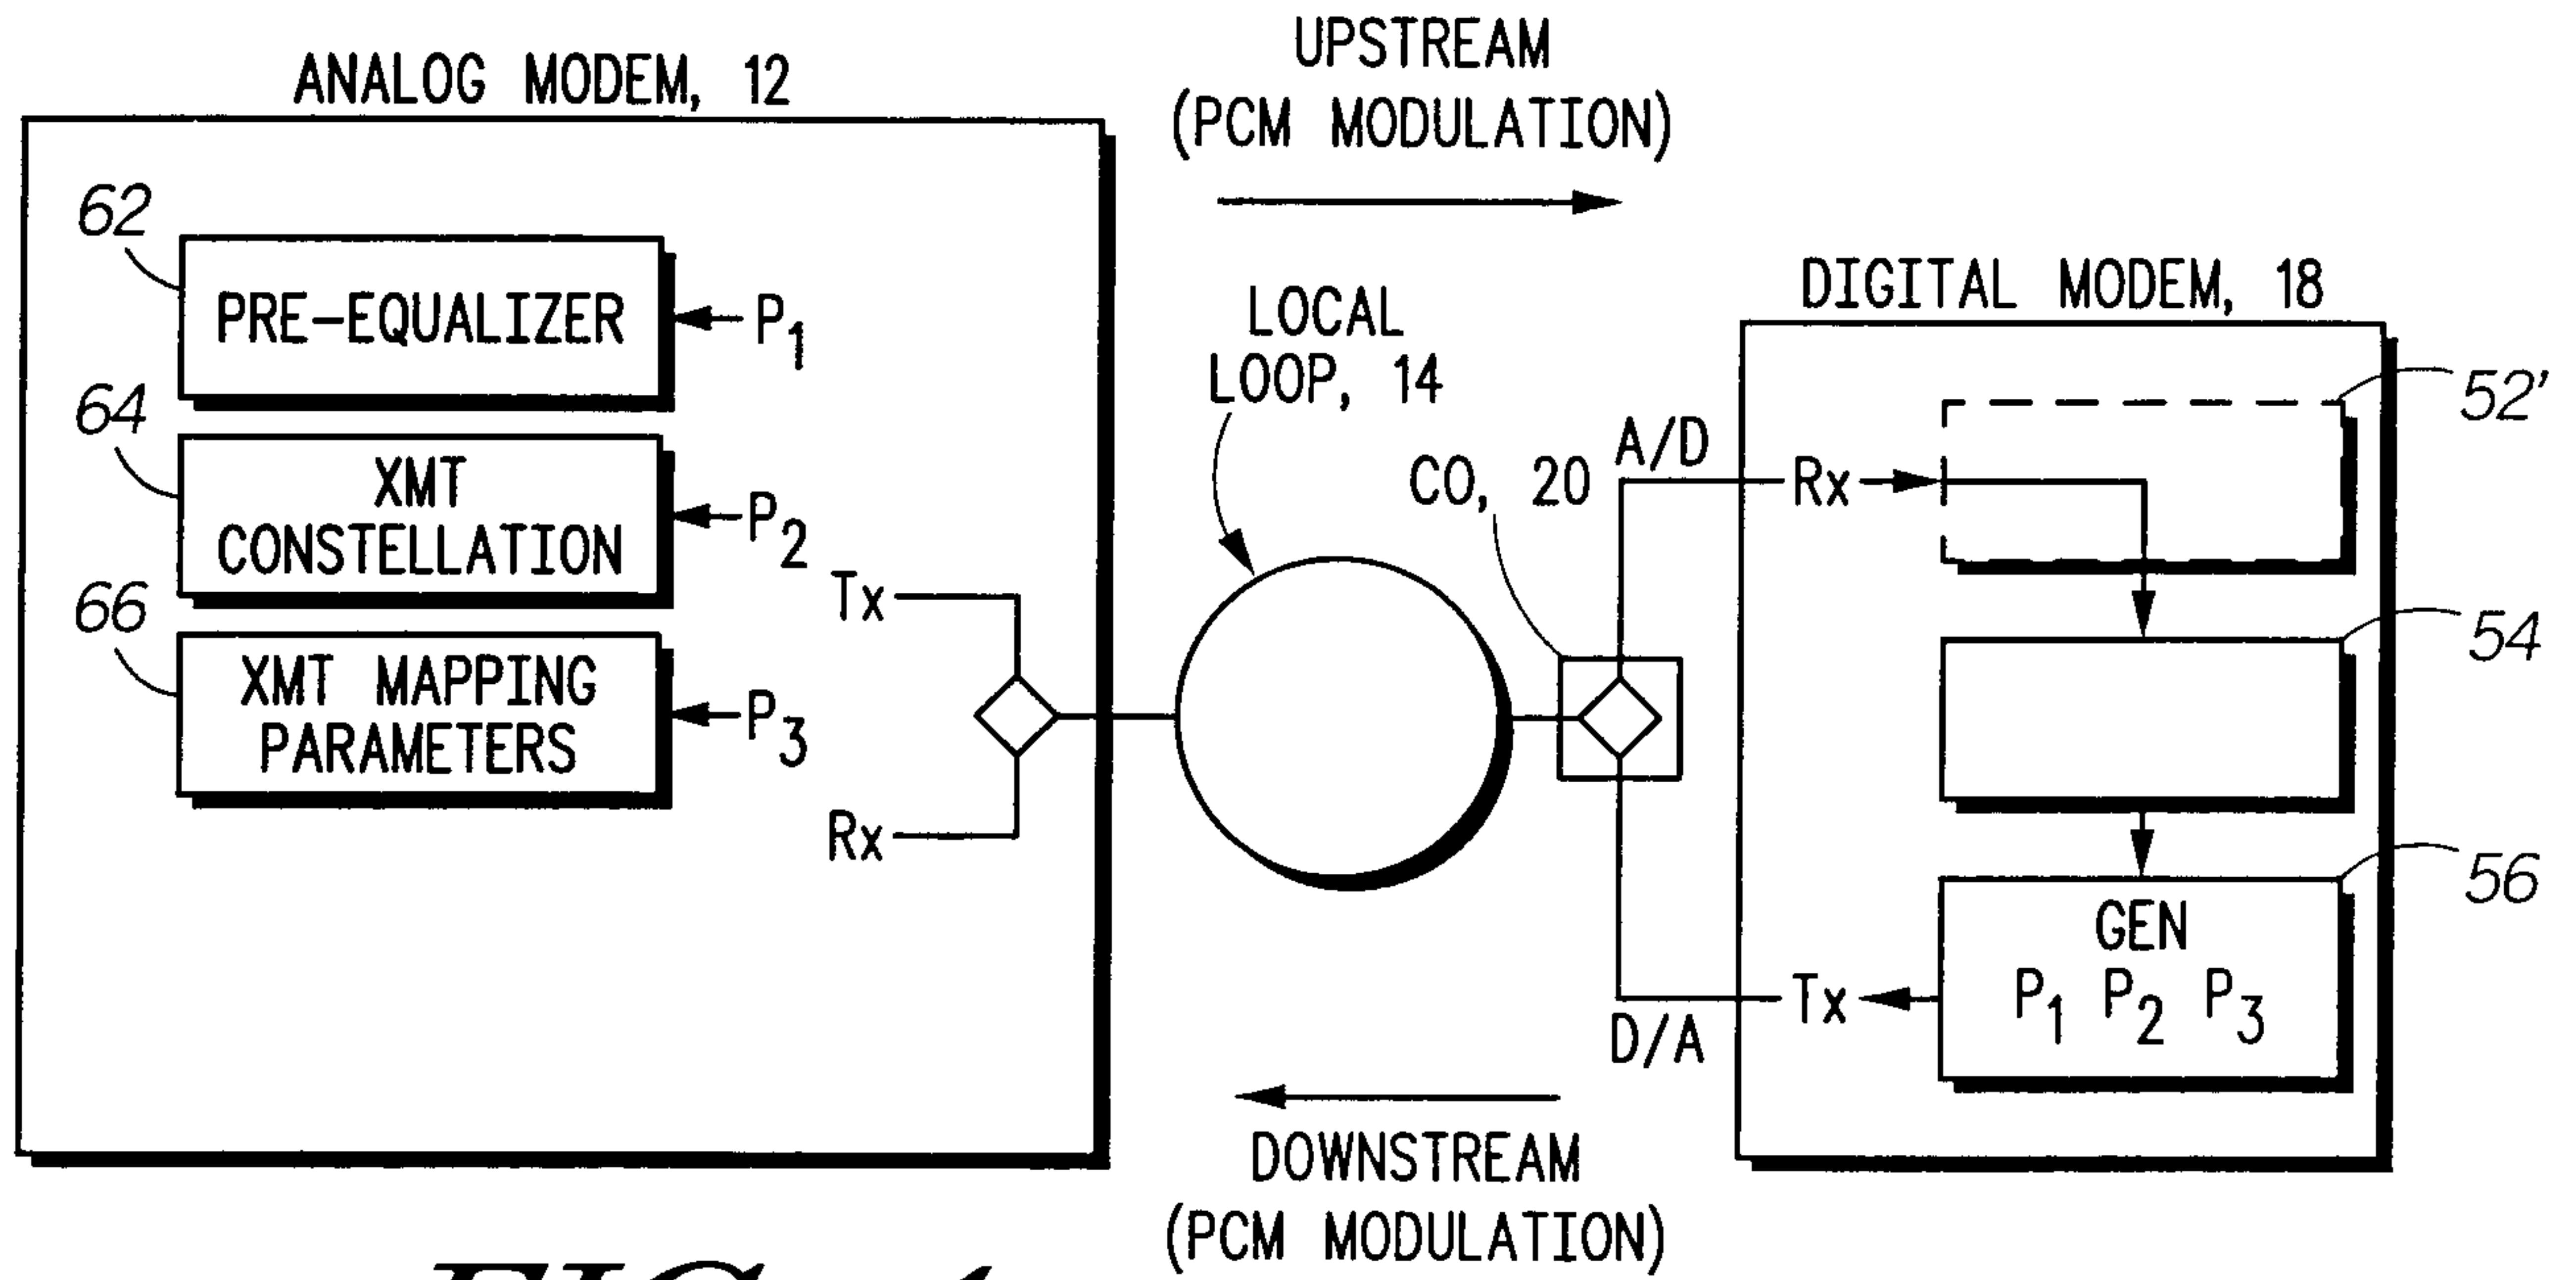 ANALOG MODEM, 12
UPSTREAM
(PCM MODULATION)
62
PRE-EQUALIZER
P1
64
XMT
CONSTELLATION
P2
66
XMT MAPPING
PARAMETERS
P3
Tx
Rx
LOCAL
LOOP, 14
CO, 20
A/D
D/A
DIGITAL MODEM, 18
Rx
52'
54
56
GEN
P1 P2 P3
Tx
DOWNSTREAM
(PCM MODULATION)